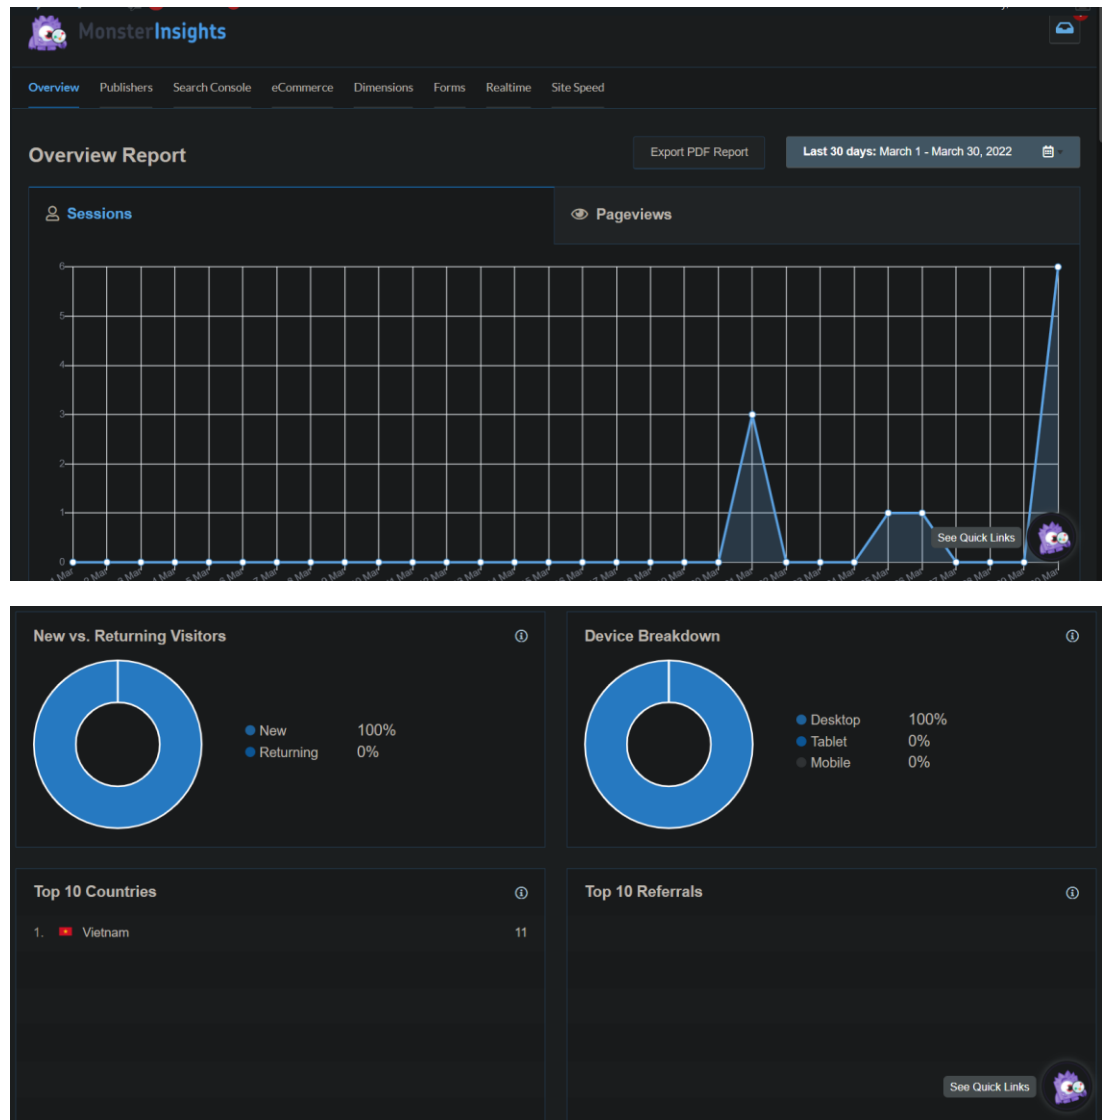 MonsterInsights
Overview Publishers Search Console eCommerce Dimensions Forms Realtime Site Speed
Overview Report
Export PDF Report
Last 30 days: March 1 - March 30, 2022
Sessions
Pageviews
6
5
4
3
2
1
0
See Quick Links
New vs. Returning Visitors
New 100%
Returning 0%
Device Breakdown
Desktop 100%
Tablet 0%
Mobile 0%
Top 10 Countries
1. Vietnam 11
Top 10 Referrals
See Quick Links